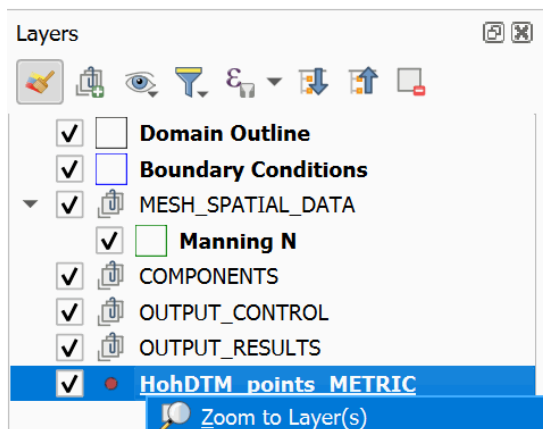 Layers
Domain Outline
Boundary Conditions
MESH_SPATIAL_DATA
Manning N
COMPONENTS
OUTPUT_CONTROL
OUTPUT_RESULTS
HohDTM_points_METRIC
Zoom to Layer(s)